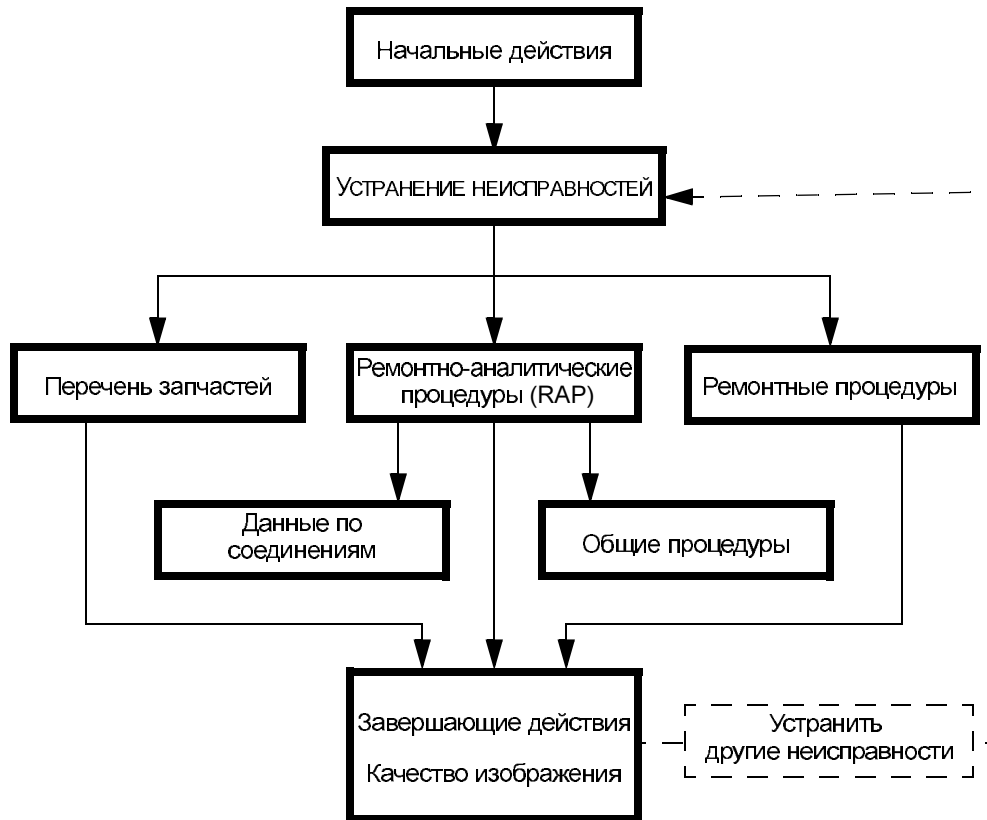 Начальные действия
УСТРАНЕНИЕ НЕИСПРАВНОСТЕЙ
Перечень запчастей
Ремонтно-аналитические
процедуры (RAP)
Ремонтные процедуры
Данные по
соединениям
Общие процедуры
Завершающие действия
Качество изображения
Устранить
другие неисправности